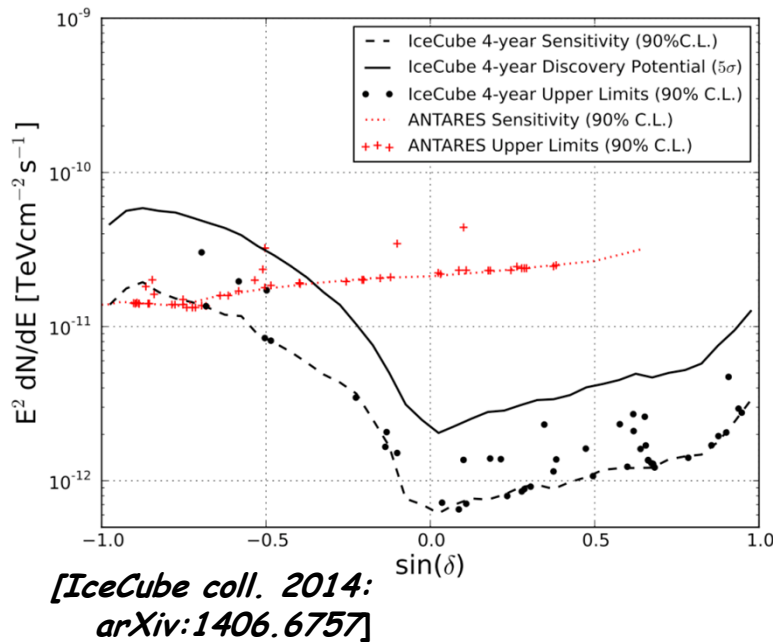 10⁻⁹
IceCube 4-year Sensitivity (90%C.L.)
IceCube 4-year Discovery Potential (5σ)
IceCube 4-year Upper Limits (90% C.L.)
ANTARES Sensitivity (90% C.L.)
ANTARES Upper Limits (90% C.L.)
10⁻¹⁰
E² dN/dE [TeVcm⁻² s⁻¹]
10⁻¹¹
10⁻¹²
−1.0 −0.5 0.0 0.5 1.0
sin(δ)
[IceCube coll. 2014:
arXiv:1406.6757]